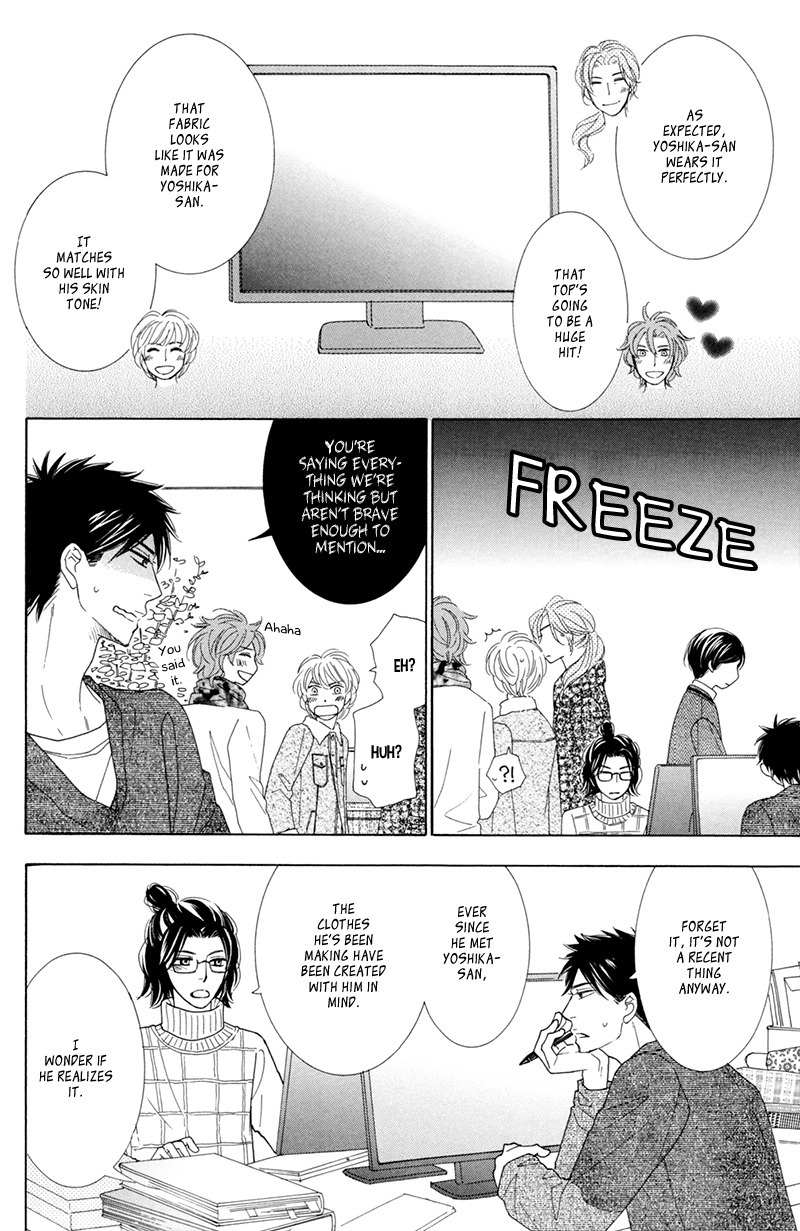 AS
EXPECTED,
YOSHIKA-SAN
WEARS IT
PERFECTLY.
THAT
TOP'S
GOING
TO BE A
HUGE
HIT!
THAT
FABRIC
LOOKS
LIKE IT WAS
MADE FOR
YOSHIKA-
SAN.
IT
MATCHES
SO WELL WITH
HIS SKIN
TONE!
FREEZE
?!
YOU'RE
SAYING EVERY-
THING WE'RE
THINKING BUT
AREN'T BRAVE
ENOUGH TO
MENTION...
EH?
HUH?
Ahaha
You
said
it.
FORGET
IT, IT'S NOT
A RECENT
THING
ANYWAY.
EVER
SINCE
HE MET
YOSHIKA-
SAN,
THE
CLOTHES
HE'S BEEN
MAKING HAVE
BEEN CREATED
WITH HIM IN
MIND.
I
WONDER IF
HE REALIZES
IT.